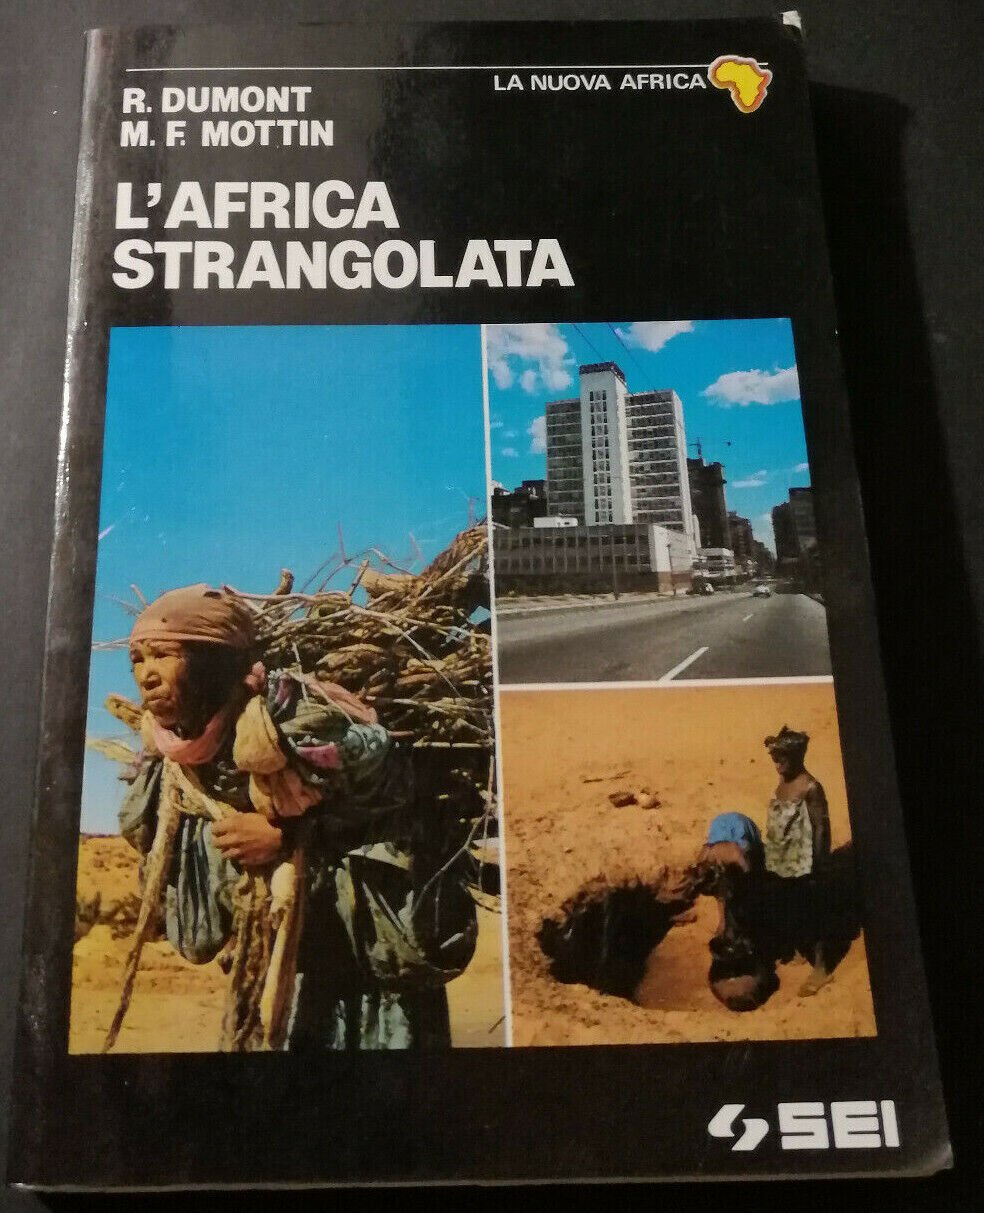 LA NUOVA AFRICA
R. DUMONT
M. F. MOTTIN
L'AFRICA
STRANGOLATA
SEI